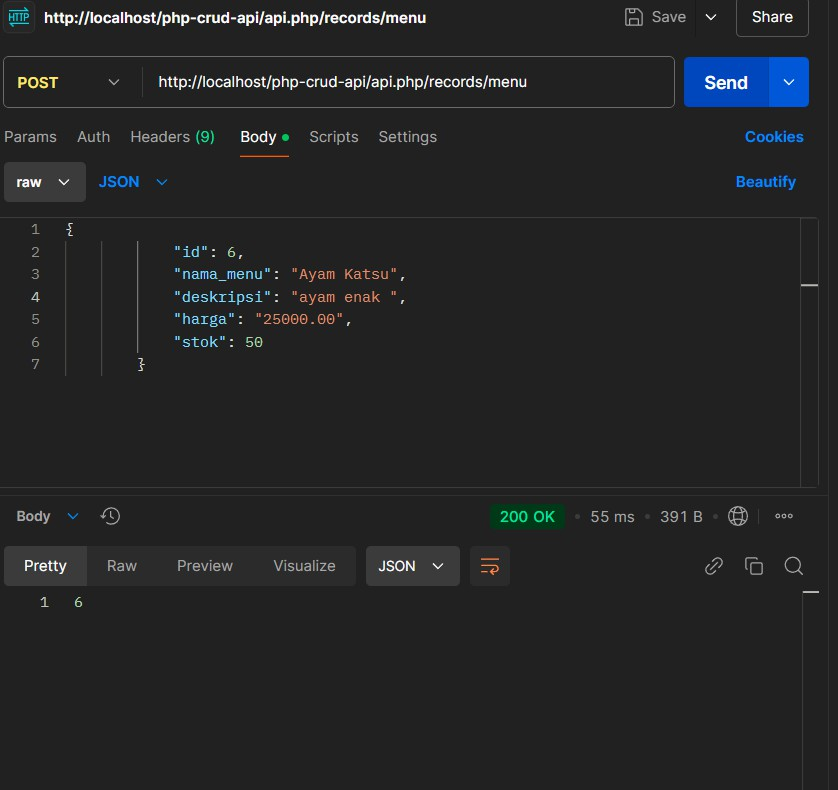 HTTP http://localhost/php-crud-api/api.php/records/menu Save Share
POST http://localhost/php-crud-api/api.php/records/menu Send
Params Auth Headers (9) Body Scripts Settings Cookies
raw JSON Beautify
1 {
2 "id": 6,
3 "nama_menu": "Ayam Katsu",
4 "deskripsi": "ayam enak ",
5 "harga": "25000.00",
6 "stok": 50
7 }
Body 200 OK • 55 ms • 391 B •
Pretty Raw Preview Visualize JSON
1 6